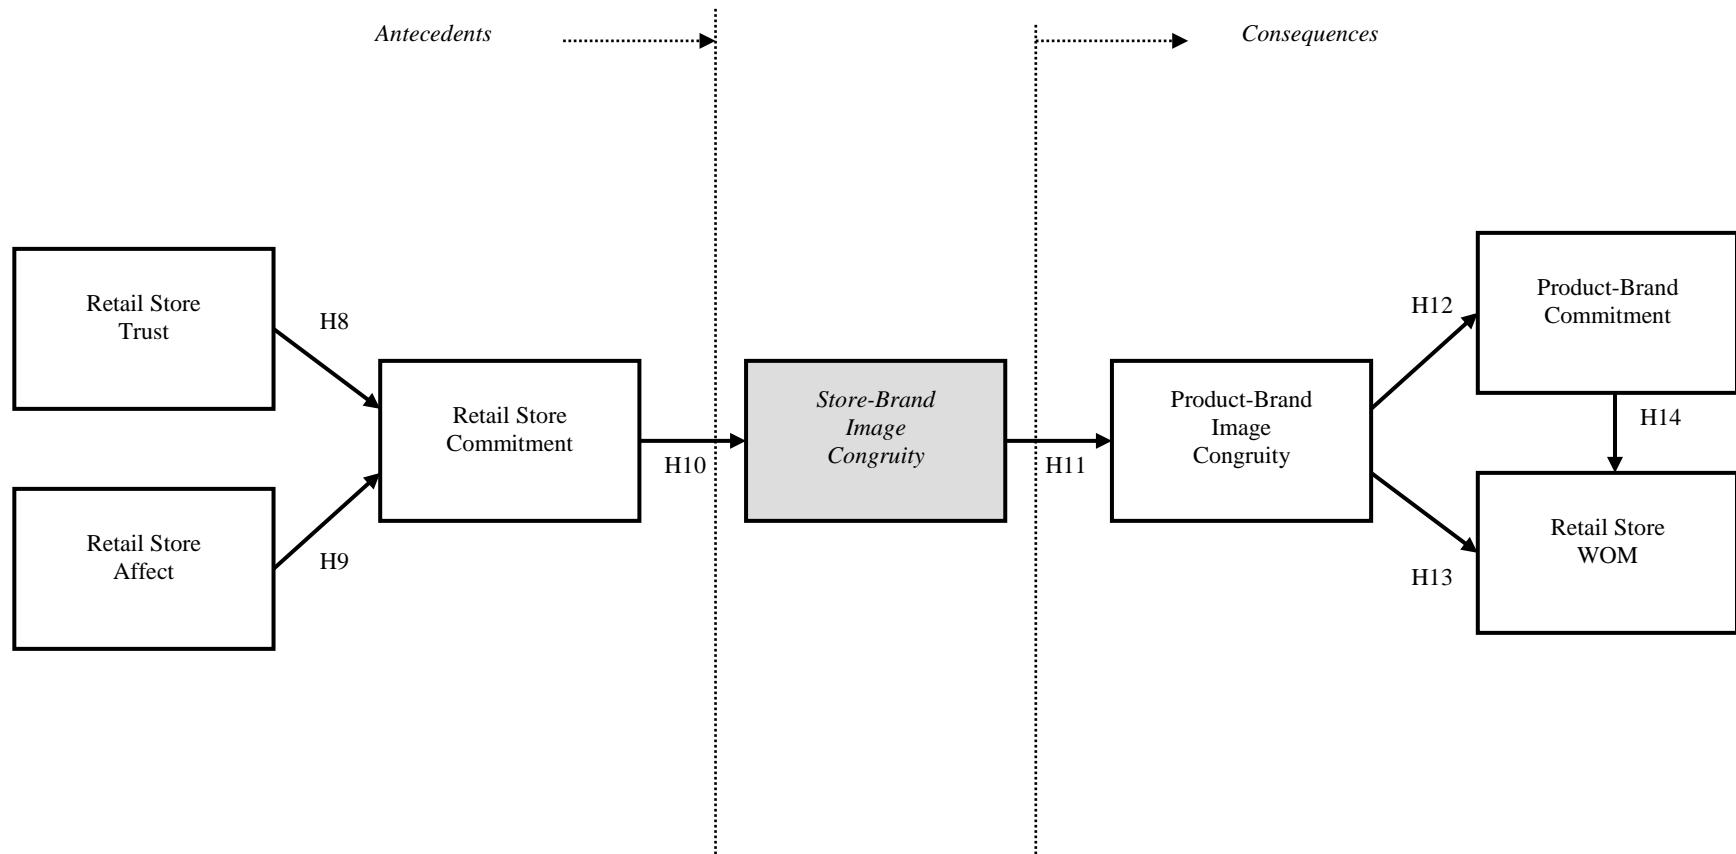 Antecedents
Consequences
Retail Store
Trust
H8
Retail Store
Affect
H9
Retail Store
Commitment
H10
Store-Brand
Image
Congruity
H11
Product-Brand
Image
Congruity
H12
H13
Product-Brand
Commitment
H14
Retail Store
WOM